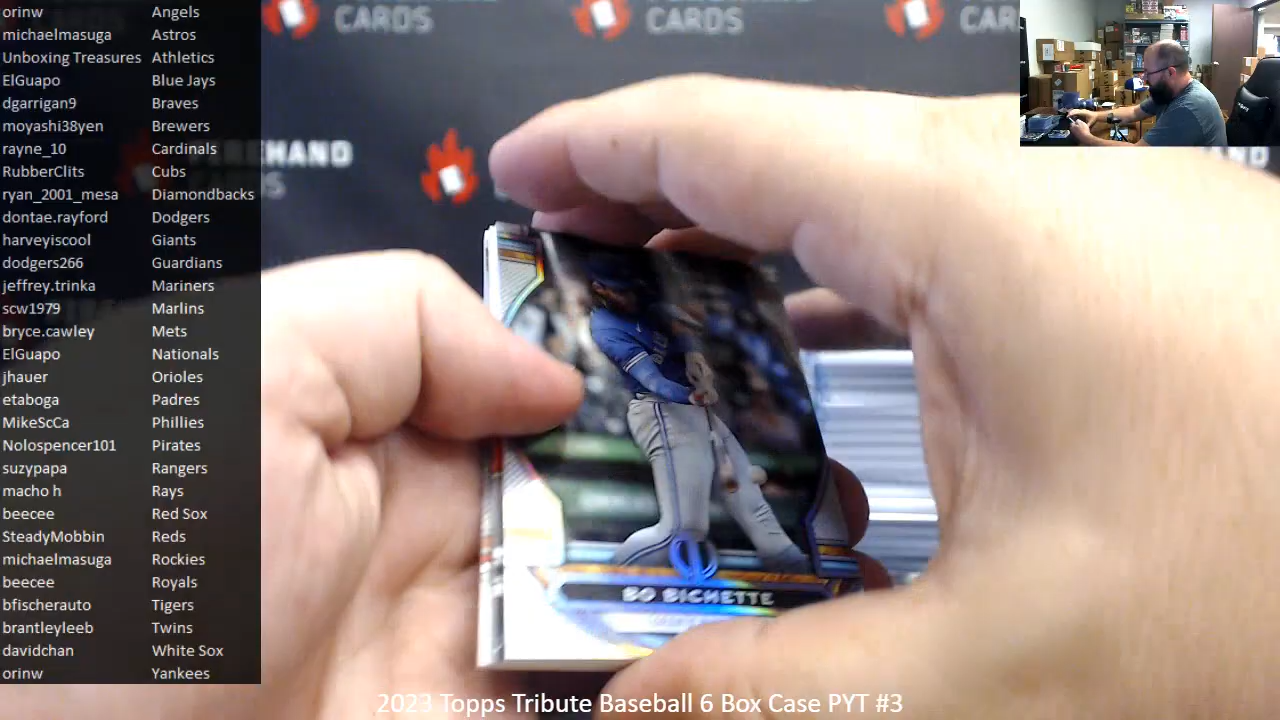 orinw Angels
michaelmasuga Astros
Unboxing Treasures Athletics
ElGuapo Blue Jays
dgarrigan9 Braves
moyashi38yen Brewers
rayne_10 Cardinals
RubberClits Cubs
ryan_2001_mesa Diamondbacks
dontae.rayford Dodgers
harveyiscool Giants
dodgers266 Guardians
jeffrey.trinka Mariners
scw1979 Marlins
bryce.cawley Mets
ElGuapo Nationals
jhauer Orioles
etaboga Padres
MikeScCa Phillies
Nolospencer101 Pirates
suzypapa Rangers
macho h Rays
beecee Red Sox
SteadyMobbin Reds
michaelmasuga Rockies
beecee Royals
bfischerauto Tigers
brantleyleeb Twins
davidchan White Sox
orinw Yankees
CARDS
CARDS
CARDS
HAND
BO BICHETTE
2023 Topps Tribute Baseball 6 Box Case PYT #3